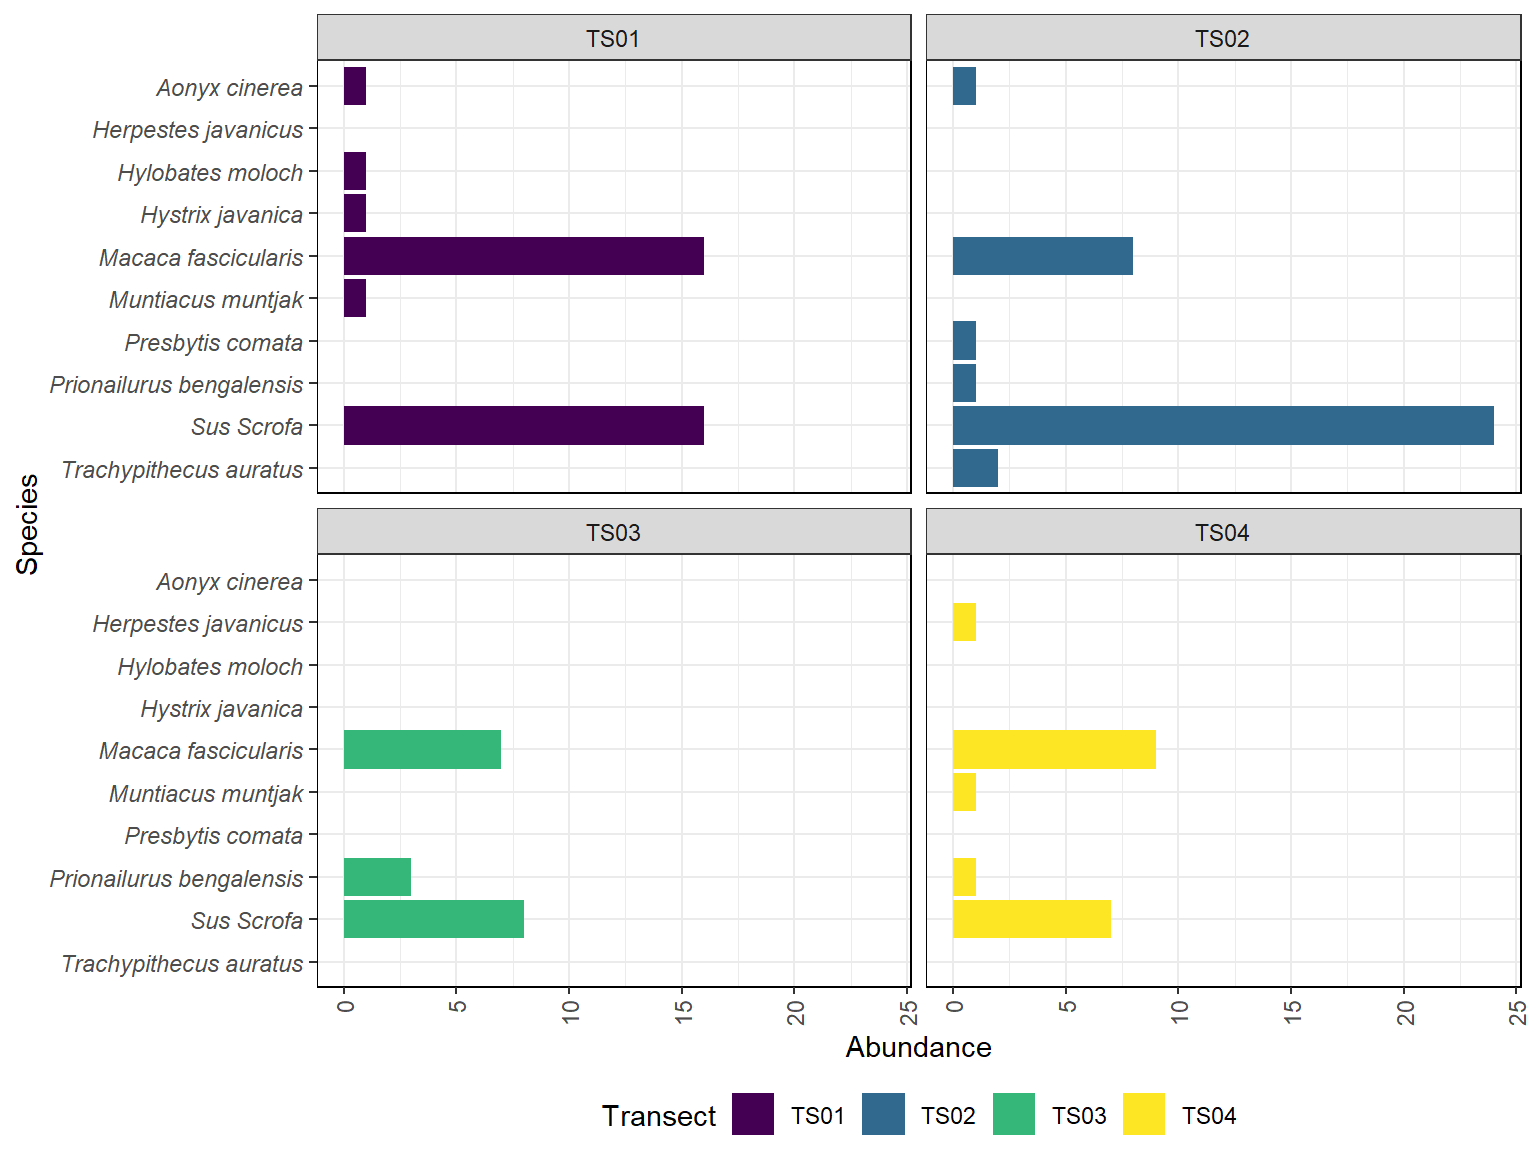 TS01
TS02
Aonyx cinerea
Herpestes javanicus
Hylobates moloch
Hystrix javanica
Macaca fascicularis
Muntiacus muntjak
Presbytis comata
Prionailurus bengalensis
Sus Scrofa
Trachypithecus auratus
Species
TS03
TS04
Aonyx cinerea
Herpestes javanicus
Hylobates moloch
Hystrix javanica
Macaca fascicularis
Muntiacus muntjak
Presbytis comata
Prionailurus bengalensis
Sus Scrofa
Trachypithecus auratus
0 5 10 15 20 25
0 5 10 15 20 25
Abundance
Transect TS01 TS02 TS03 TS04